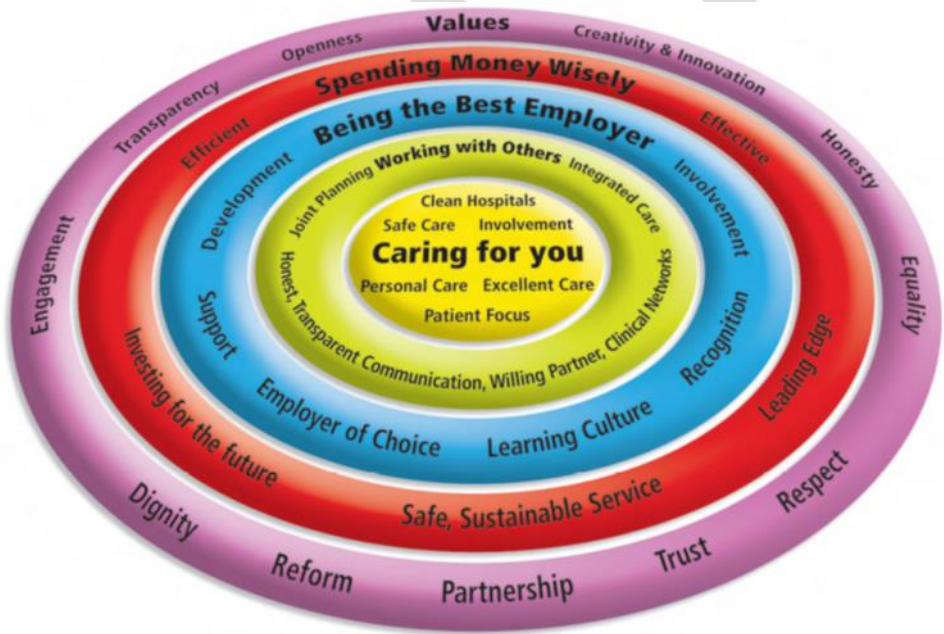 Values
Openness
Creativity & Innovation
Transparency
Honesty
Engagement
Equality
Dignity
Reform
Partnership
Trust
Respect
Spending Money Wisely
Efficient
Effective
Investing for the future
Safe, Sustainable Service
Leading Edge
Being the Best Employer
Development
Involvement
Support
Recognition
Employer of Choice
Learning Culture
Working with Others
Joint Planning
Integrated Care
Honest, Transparent Communication, Willing Partner, Clinical Networks
Clean Hospitals
Safe Care Involvement
Caring for you
Personal Care Excellent Care
Patient Focus